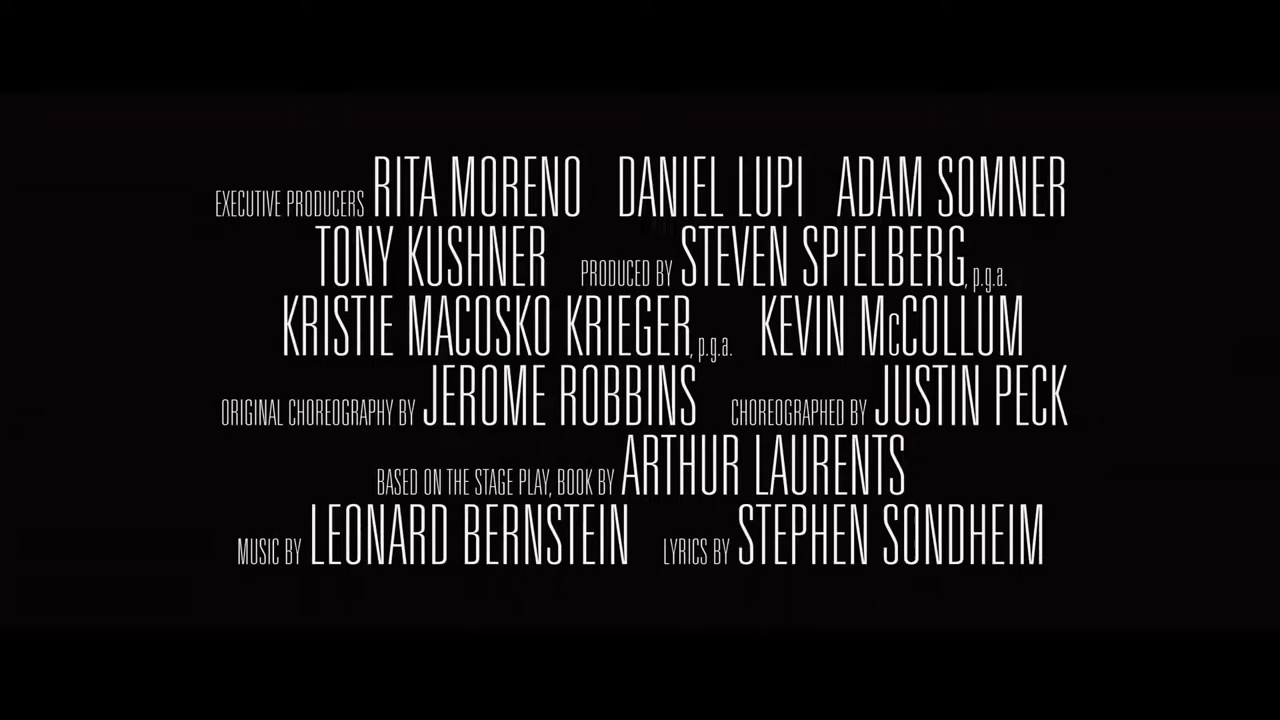 EXECUTIVE PRODUCERS RITA MORENO DANIEL LUPI ADAM SOMNER
TONY KUSHNER PRODUCED BY STEVEN SPIELBERG, p.g.a.
KRISTIE MACOSKO KRIEGER, p.g.a. KEVIN McCOLLUM
ORIGINAL CHOREOGRAPHY BY JEROME ROBBINS CHOREOGRAPHED BY JUSTIN PECK
BASED ON THE STAGE PLAY, BOOK BY ARTHUR LAURENTS
MUSIC BY LEONARD BERNSTEIN LYRICS BY STEPHEN SONDHEIM